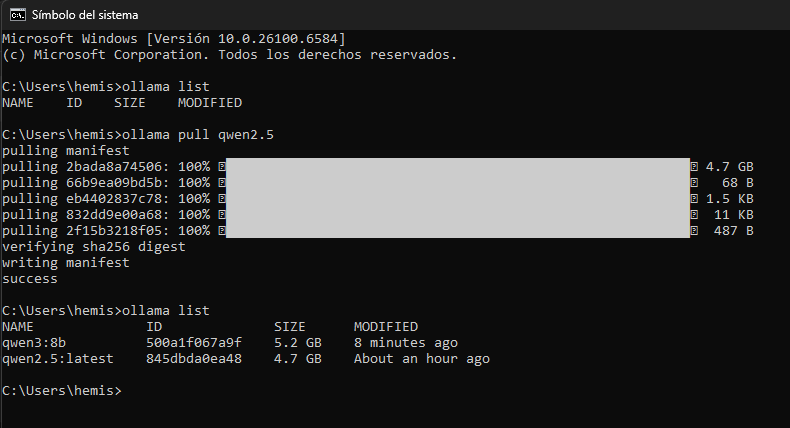 Símbolo del sistema
Microsoft Windows [Versión 10.0.26100.6584]
(c) Microsoft Corporation. Todos los derechos reservados.
C:\Users\hemis>ollama list
NAME    ID    SIZE    MODIFIED
C:\Users\hemis>ollama pull qwen2.5
pulling manifest
pulling 2bada8a74506: 100% 4.7 GB
pulling 66b9ea09bd5b: 100% 68 B
pulling eb4402837c78: 100% 1.5 KB
pulling 832dd9e00a68: 100% 11 KB
pulling 2f15b3218f05: 100% 487 B
verifying sha256 digest
writing manifest
success
C:\Users\hemis>ollama list
NAME              ID              SIZE      MODIFIED
qwen3:8b          500a1f067a9f    5.2 GB    8 minutes ago
qwen2.5:latest    845dbda0ea48    4.7 GB    About an hour ago
C:\Users\hemis>